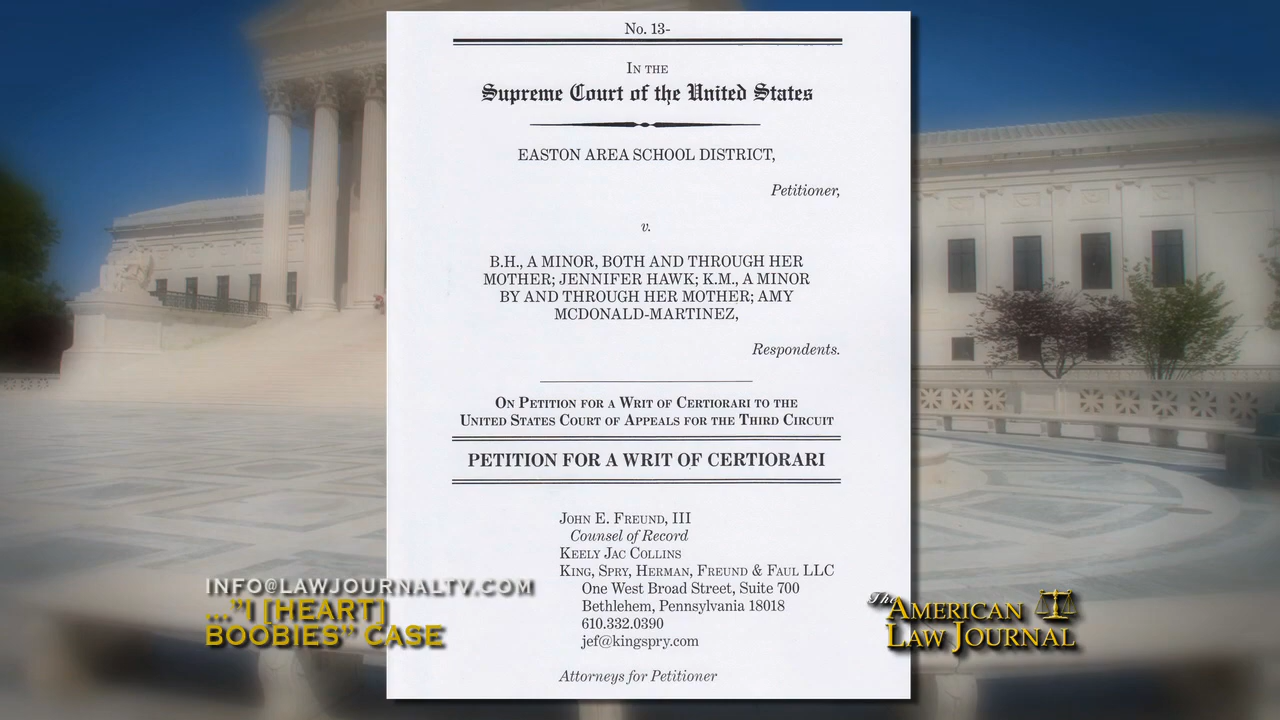 No. 13-
IN THE
Supreme Court of the United States
EASTON AREA SCHOOL DISTRICT,
Petitioner,
v.
B.H., A MINOR, BOTH AND THROUGH HER
MOTHER; JENNIFER HAWK; K.M., A MINOR
BY AND THROUGH HER MOTHER; AMY
MCDONALD-MARTINEZ,
Respondents.
ON PETITION FOR A WRIT OF CERTIORARI TO THE
UNITED STATES COURT OF APPEALS FOR THE THIRD CIRCUIT
PETITION FOR A WRIT OF CERTIORARI
JOHN E. FREUND, III
Counsel of Record
KEELY JAC COLLINS
KING, SPRY, HERMAN, FREUND & FAUL LLC
One West Broad Street, Suite 700
Bethlehem, Pennsylvania 18018
610.332.0390
jef@kingspry.com
Attorneys for Petitioner
INFO@LAWJOURNALTV.COM
..."I [HEART]
BOOBIES" CASE
The
AMERICAN
LAW JOURNAL